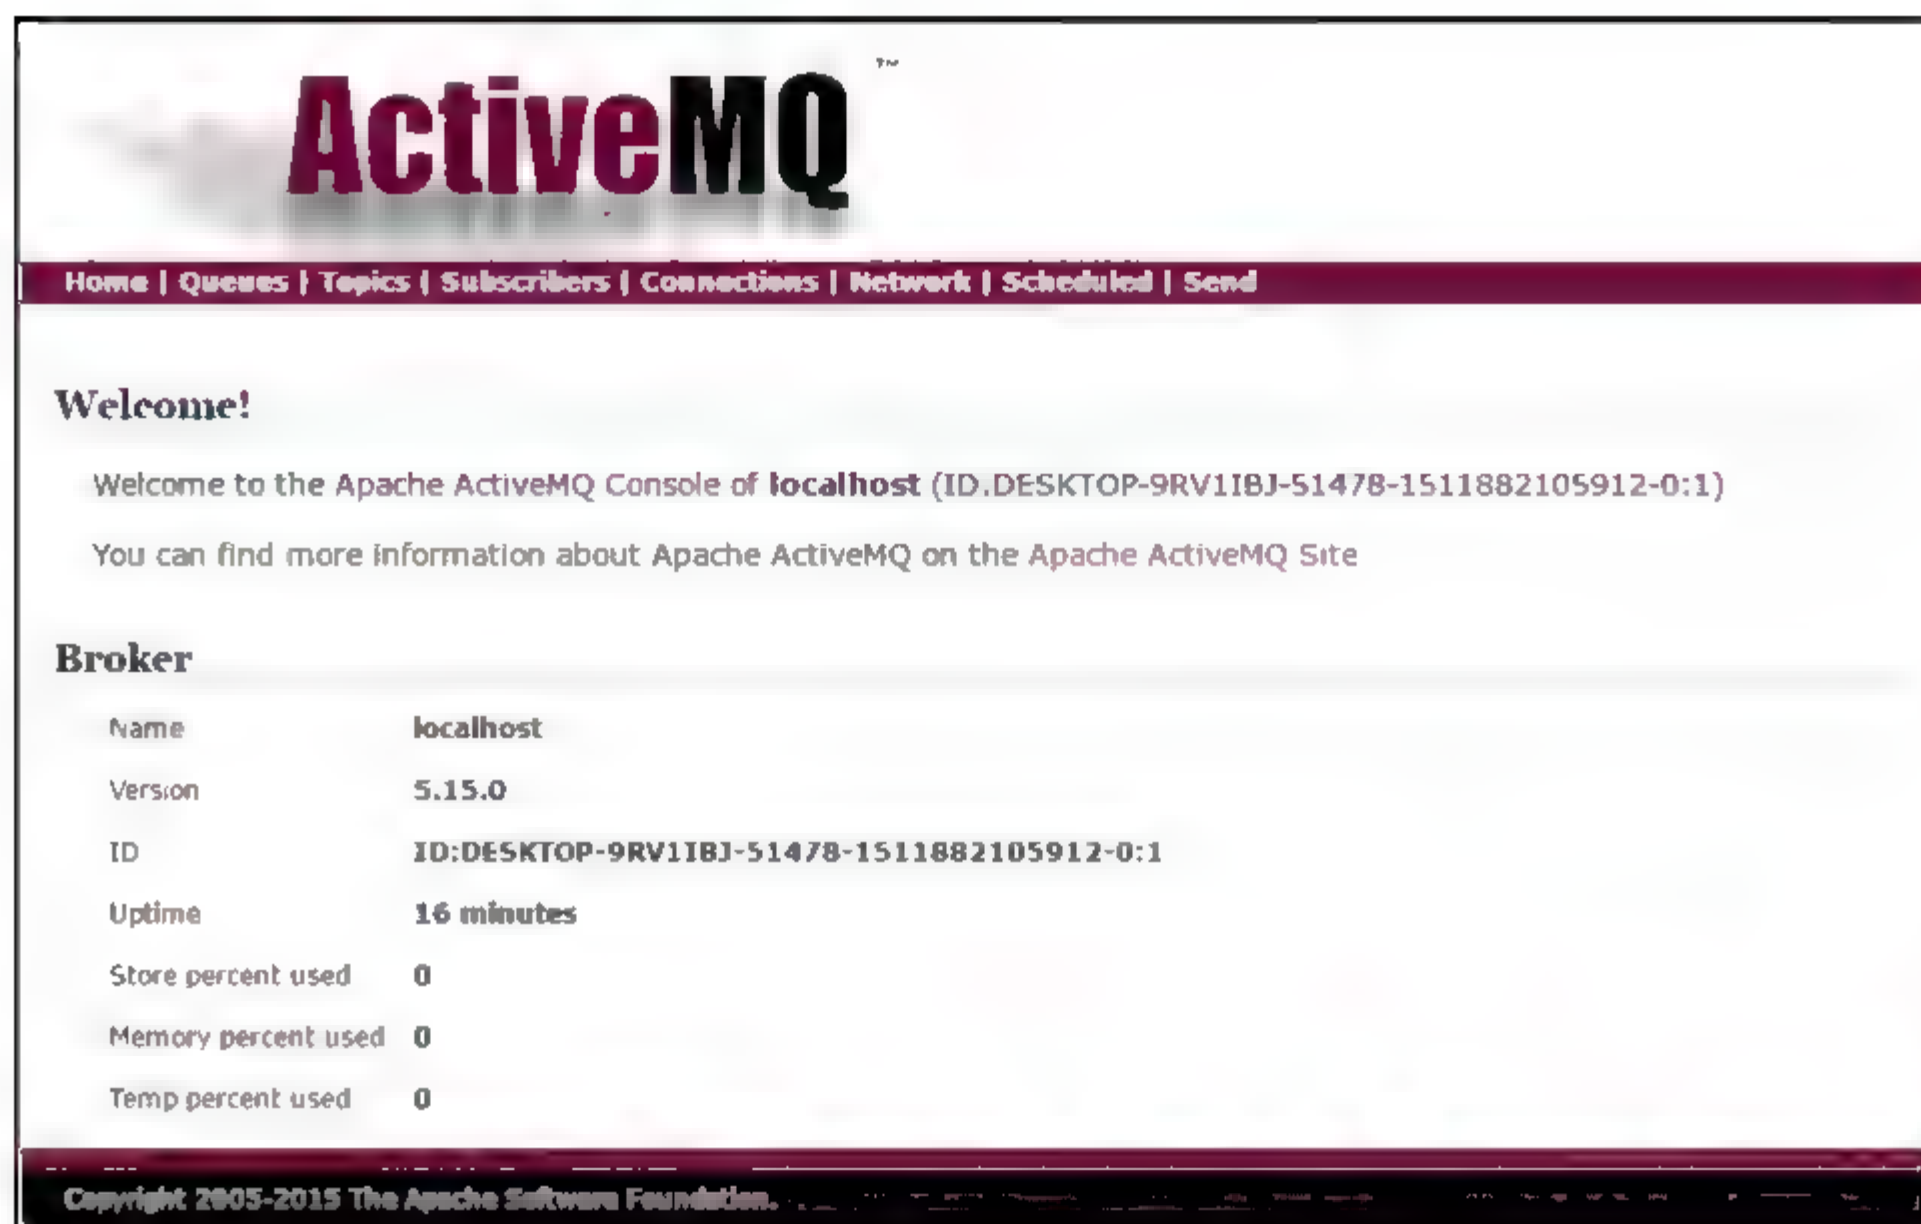 ActiveMQ ™
Home | Queues | Topics | Subscribers | Connections | Network | Scheduled | Send
Welcome!
Welcome to the Apache ActiveMQ Console of localhost (ID.DESKTOP-9RV1IBJ-51478-1511882105912-0:1)
You can find more information about Apache ActiveMQ on the Apache ActiveMQ Site
Broker
Name localhost
Version 5.15.0
ID ID:DESKTOP-9RV1IBJ-51478-1511882105912-0:1
Uptime 16 minutes
Store percent used 0
Memory percent used 0
Temp percent used 0
Copyright 2005-2015 The Apache Software Foundation.